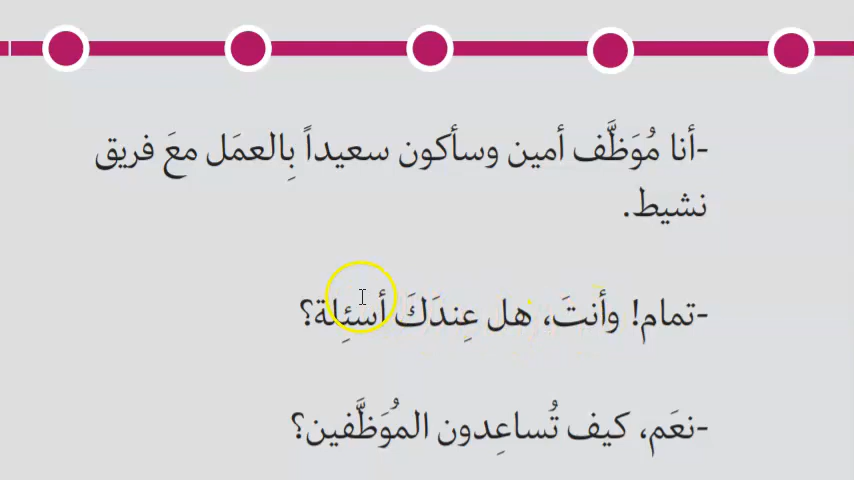 -أنا مُوَظَّف أمين وسأكون سعيداً بِالعمَل معَ فريق
نشيط.
-تمام! وأنتَ، هل عِندَكَ أسئِلة؟
-نعَم، كيف تُساعِدون المُوَظَّفين؟